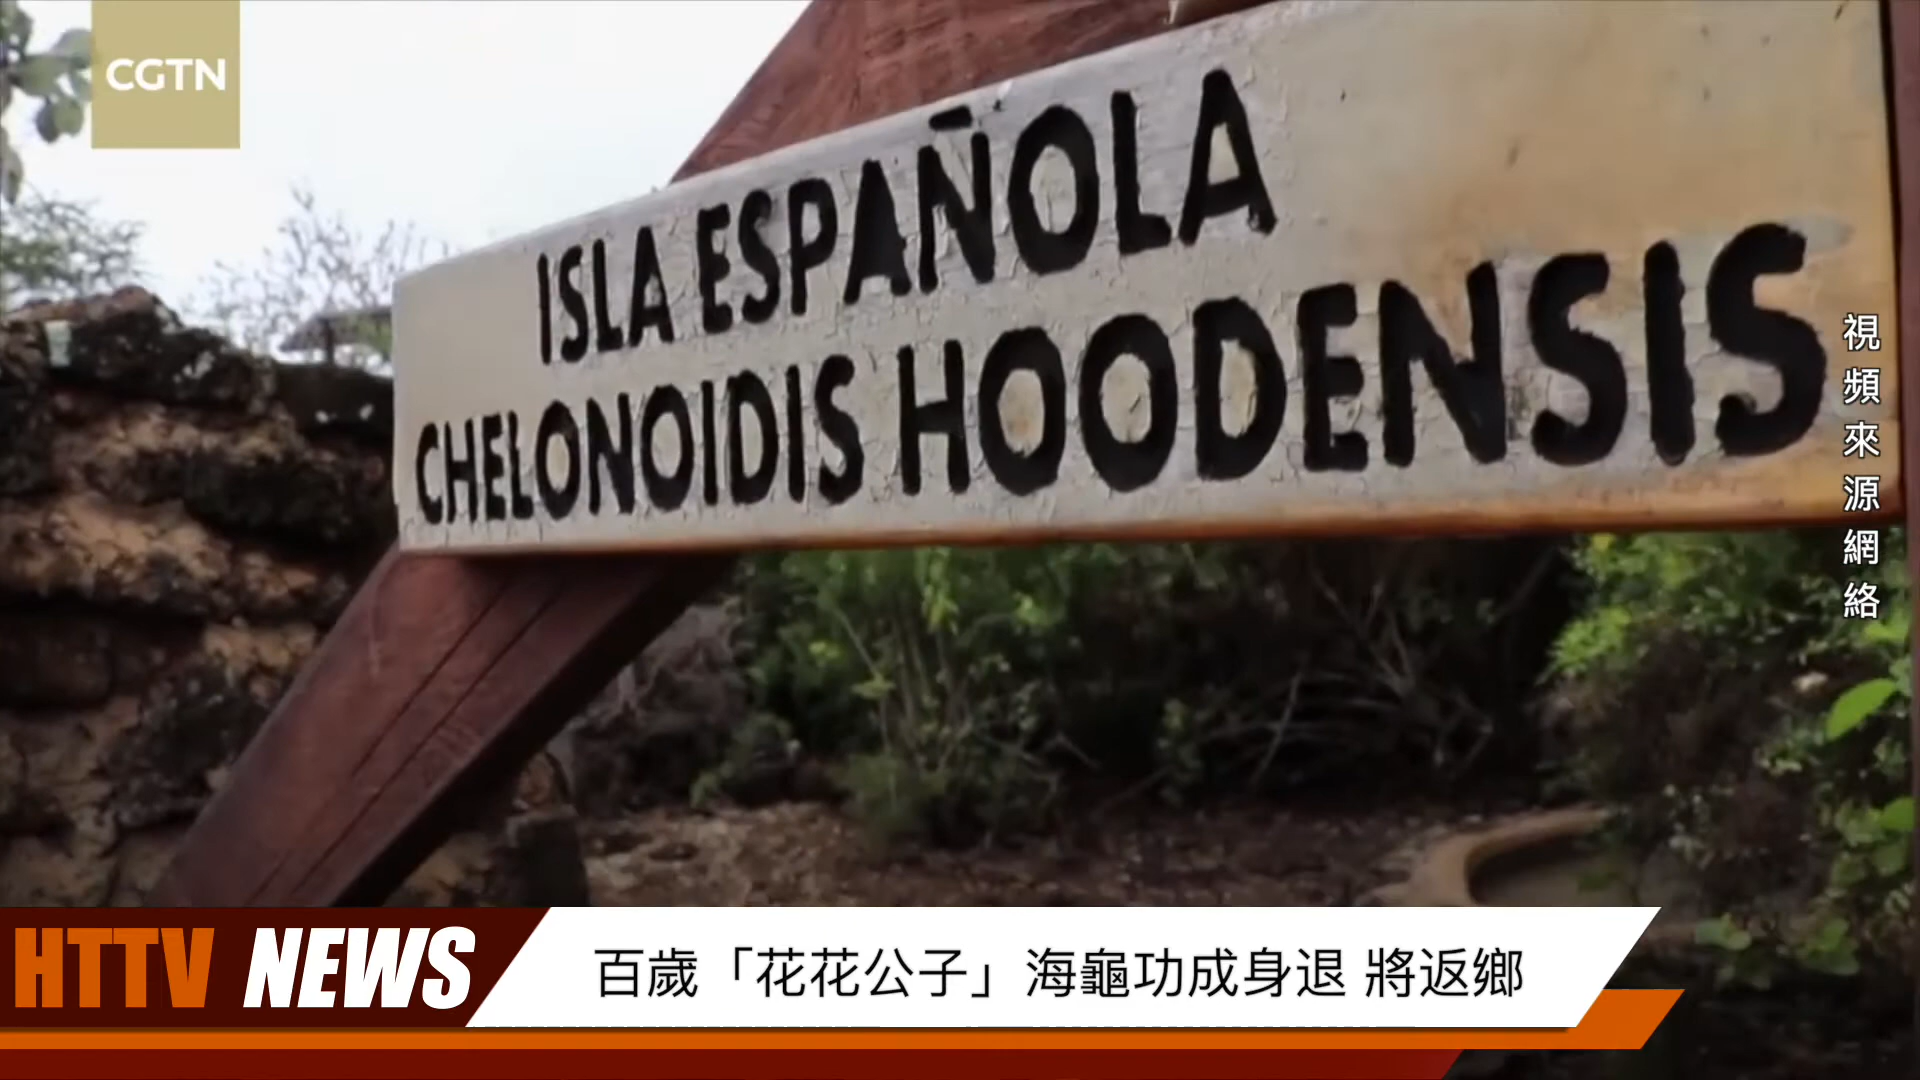 CGTN
ISLA ESPAÑOLA
CHELONOIDIS HOODENSIS
視頻來源網絡
HTTV NEWS
百歲「花花公子」海龜功成身退 將返鄉